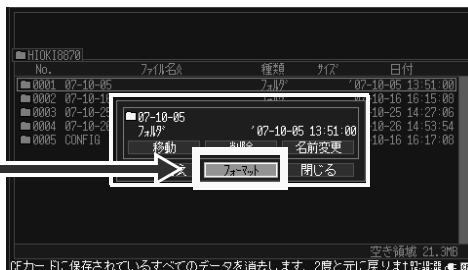 HIOKI8870
No. ファイル名 種類 サイズ 日付
0001 07-10-05 フォルダ '07-10-05 13:51:00
0002 07-10-16 10-16 16:15:08
0003 07-10-25 10-25 14:27:06
0004 07-10-26 10-26 14:53:54
0005 CONFIG 10-16 16:17:08
07-10-05
フォルダ '07-10-05 13:51:00
移動 削除 名前変更
フォーマット 閉じる
空き領域 21.3MB
CFカードに保存されているすべてのデータを消去します。2度と元に戻りま